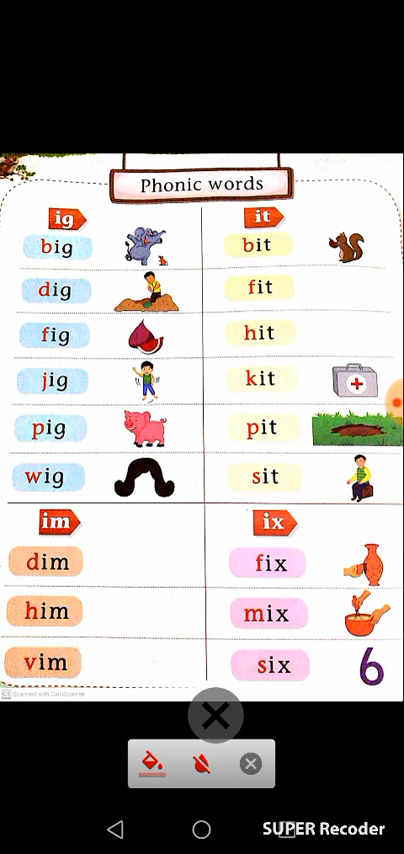 Phonic words
ig
big
dig
fig
jig
pig
wig
it
bit
fit
hit
kit
pit
sit
im
dim
him
vim
ix
fix
mix
six
6
CS Scanned with CamScanner
SUPER Recoder